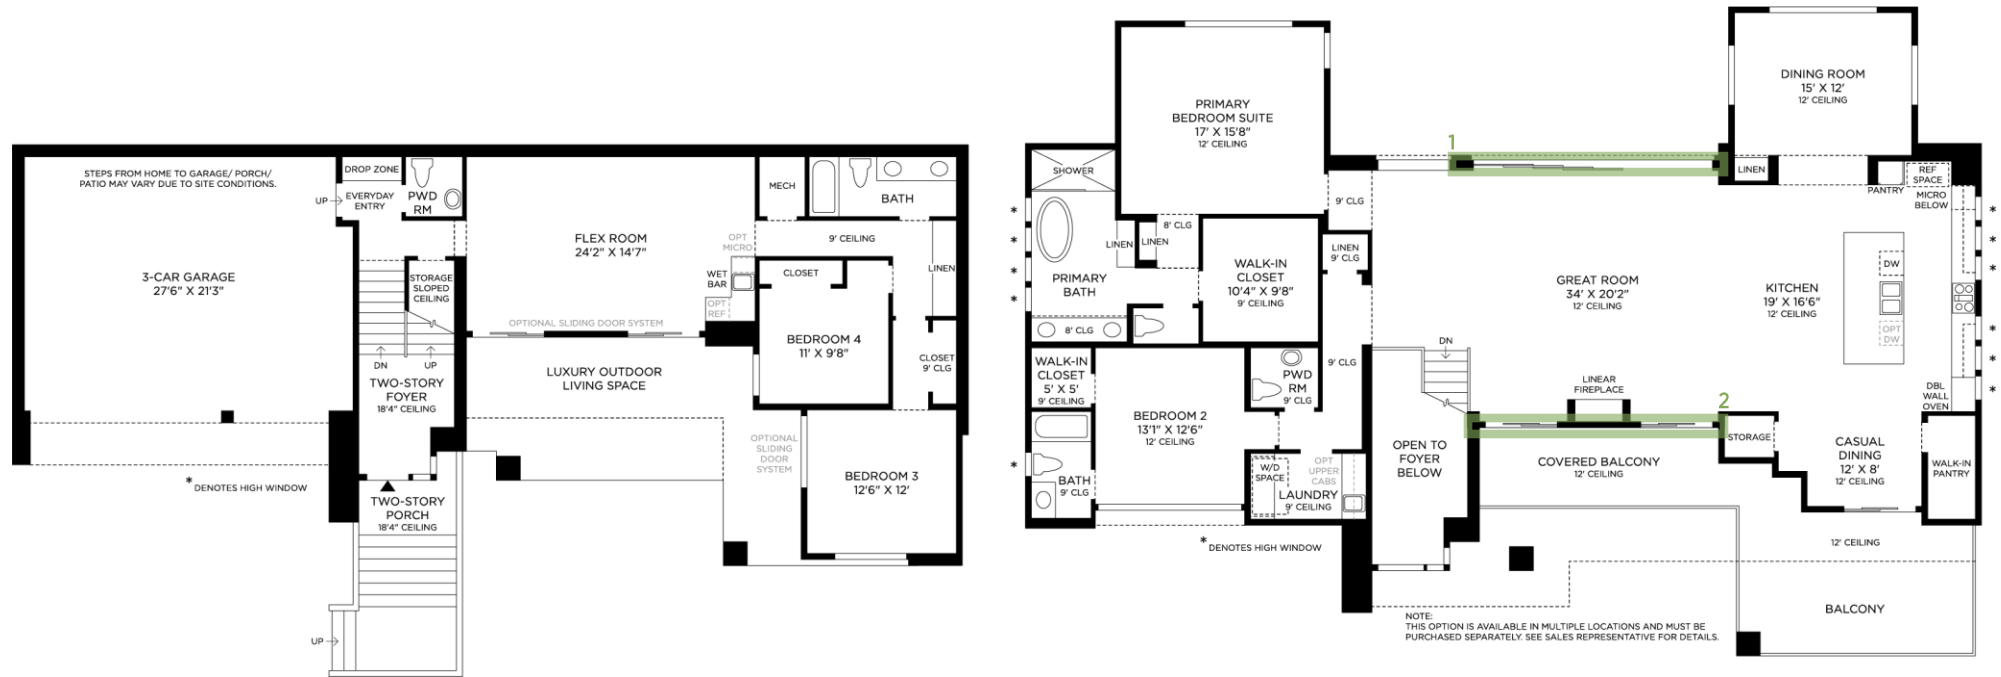 STEPS FROM HOME TO GARAGE/ PORCH/
PATIO MAY VARY DUE TO SITE CONDITIONS.
3-CAR GARAGE
27'6" X 21'3"
DROP ZONE
UP
EVERYDAY
ENTRY
PWD
RM
STORAGE
SLOPED
CEILING
DN
UP
TWO-STORY
FOYER
18'4" CEILING
TWO-STORY
PORCH
18'4" CEILING
UP
* DENOTES HIGH WINDOW
FLEX ROOM
24'2" X 14'7"
OPT
MICRO
WET
BAR
OPT
REF
OPTIONAL SLIDING DOOR SYSTEM
LUXURY OUTDOOR
LIVING SPACE
MECH
BATH
9' CEILING
LINEN
CLOSET
BEDROOM 4
11' X 9'8"
CLOSET
9' CLG
OPTIONAL
SLIDING
DOOR
SYSTEM
BEDROOM 3
12'6" X 12'
PRIMARY
BEDROOM SUITE
17' X 15'8"
12' CEILING
SHOWER
*
*
*
*
LINEN
LINEN
8' CLG
PRIMARY
BATH
8' CLG
WALK-IN
CLOSET
10'4" X 9'8"
9' CEILING
9' CLG
LINEN
9' CLG
9' CLG
WALK-IN
CLOSET
5' X 5'
9' CEILING
BEDROOM 2
13'1" X 12'6"
12' CEILING
PWD
RM
9' CLG
*
BATH
9' CLG
W/D
SPACE
OPT
UPPER
CABS
LAUNDRY
9' CEILING
* DENOTES HIGH WINDOW
1
GREAT ROOM
34' X 20'2"
12' CEILING
DN
LINEAR
FIREPLACE
2
OPEN TO
FOYER
BELOW
COVERED BALCONY
12' CEILING
STORAGE
DINING ROOM
15' X 12'
12' CEILING
LINEN
PANTRY
REF
SPACE
MICRO
BELOW
*
*
*
*
*
*
KITCHEN
19' X 16'6"
12' CEILING
DW
OPT
DW
DBL
WALL
OVEN
CASUAL
DINING
12' X 8'
12' CEILING
WALK-IN
PANTRY
12' CEILING
BALCONY
NOTE:
THIS OPTION IS AVAILABLE IN MULTIPLE LOCATIONS AND MUST BE
PURCHASED SEPARATELY. SEE SALES REPRESENTATIVE FOR DETAILS.